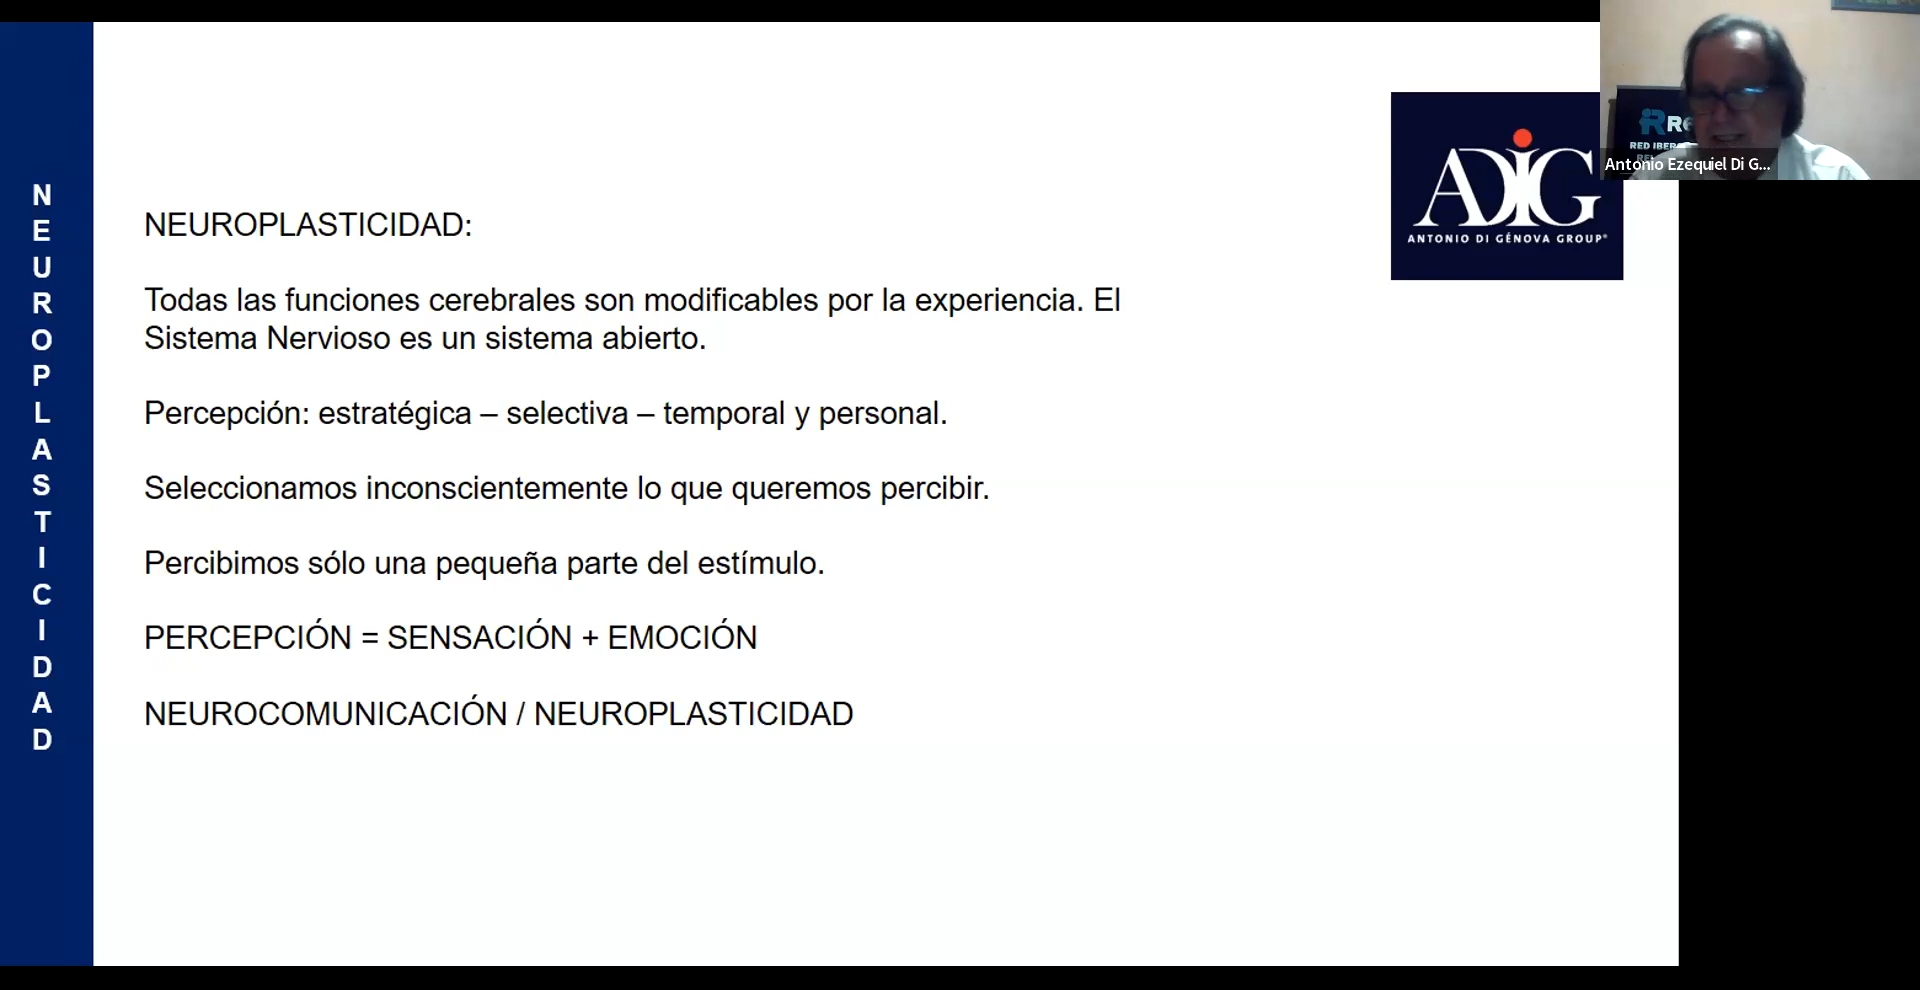 NEUROPLASTICIDAD
NEUROPLASTICIDAD:
Todas las funciones cerebrales son modificables por la experiencia. El
Sistema Nervioso es un sistema abierto.
Percepción: estratégica – selectiva – temporal y personal.
Seleccionamos inconscientemente lo que queremos percibir.
Percibimos sólo una pequeña parte del estímulo.
PERCEPCIÓN = SENSACIÓN + EMOCIÓN
NEUROCOMUNICACIÓN / NEUROPLASTICIDAD
ADiG
ANTONIO DI GÉNOVA GROUP®
RED
Antonio Ezequiel Di G...